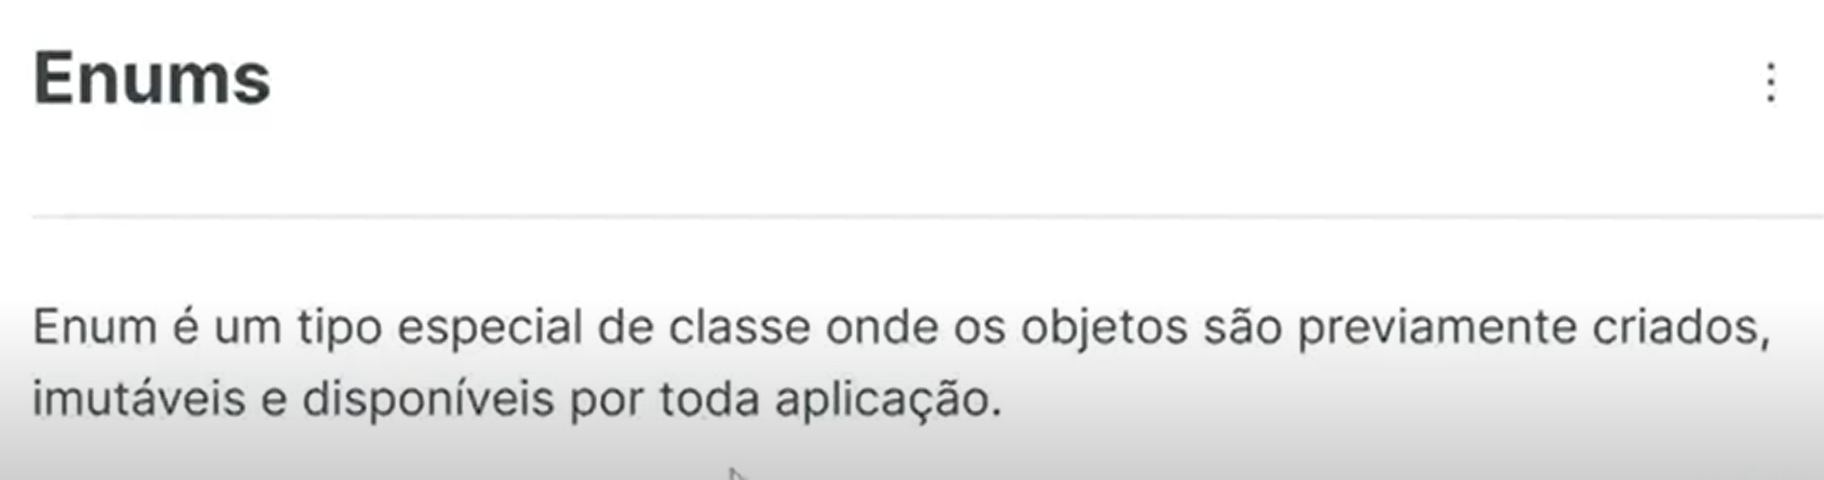 Enums
Enum é um tipo especial de classe onde os objetos são previamente criados,
imutáveis e disponíveis por toda aplicação.